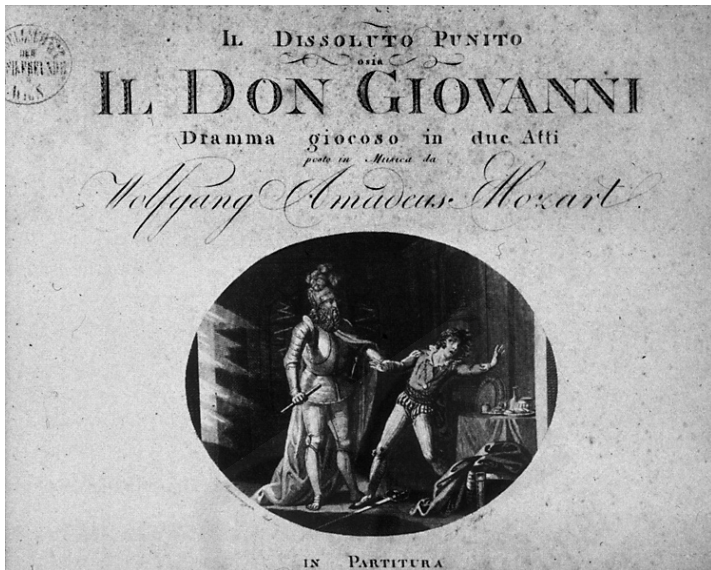 IL DISSOLUTO PUNITO
osia
IL DON GIOVANNI
Dramma giocoso in due Atti
posto in Musica da
Wolfgang Amadeus Mozart.
IN PARTITURA